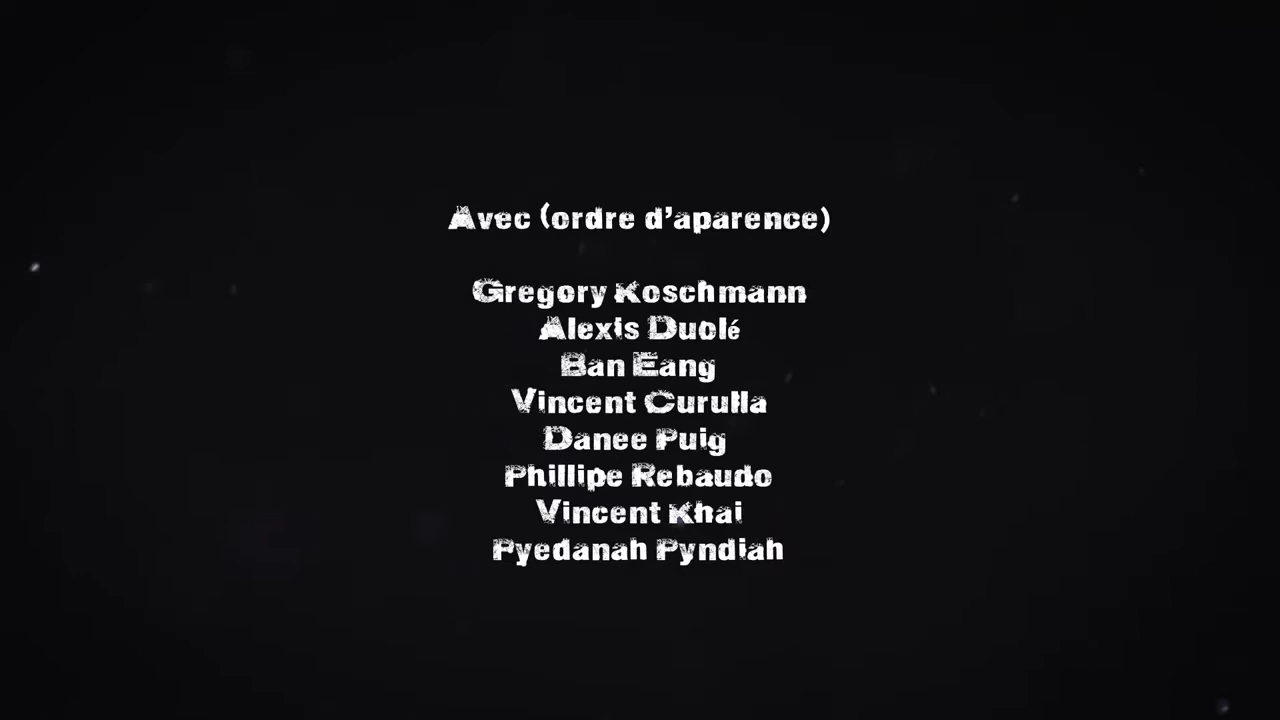 Avec (ordre d'aparence)
Gregory Koschmann
Alexis Duolé
Ban Eang
Vincent Curulla
Danee Puig
Phillipe Rebaudo
Vincent Khai
Pyedanah Pyndiah